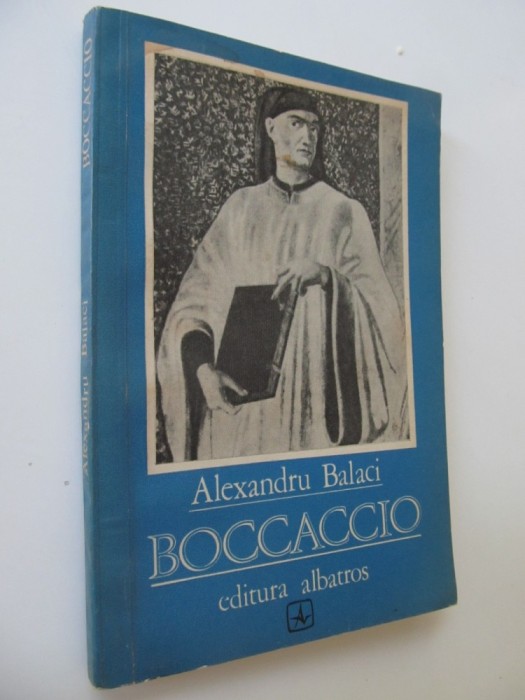 BOCCACCIO
Alexandru Balaci
Alexandru Balaci
BOCCACCIO
editura albatros